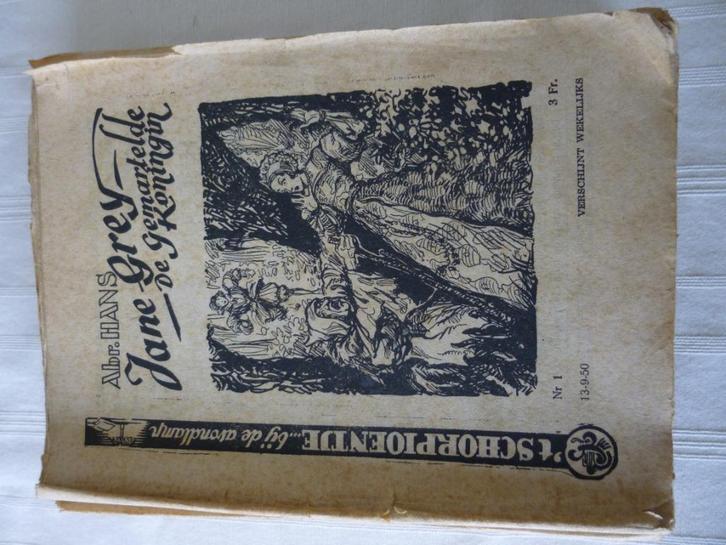 Abr. HANS
Jane Grey
De gemartelde
Koningin
't SCHORPIOENTJE
...bij de avondlamp
Nr 1
13-9-50
3 Fr.
VERSCHIJNT WEKELIJKS